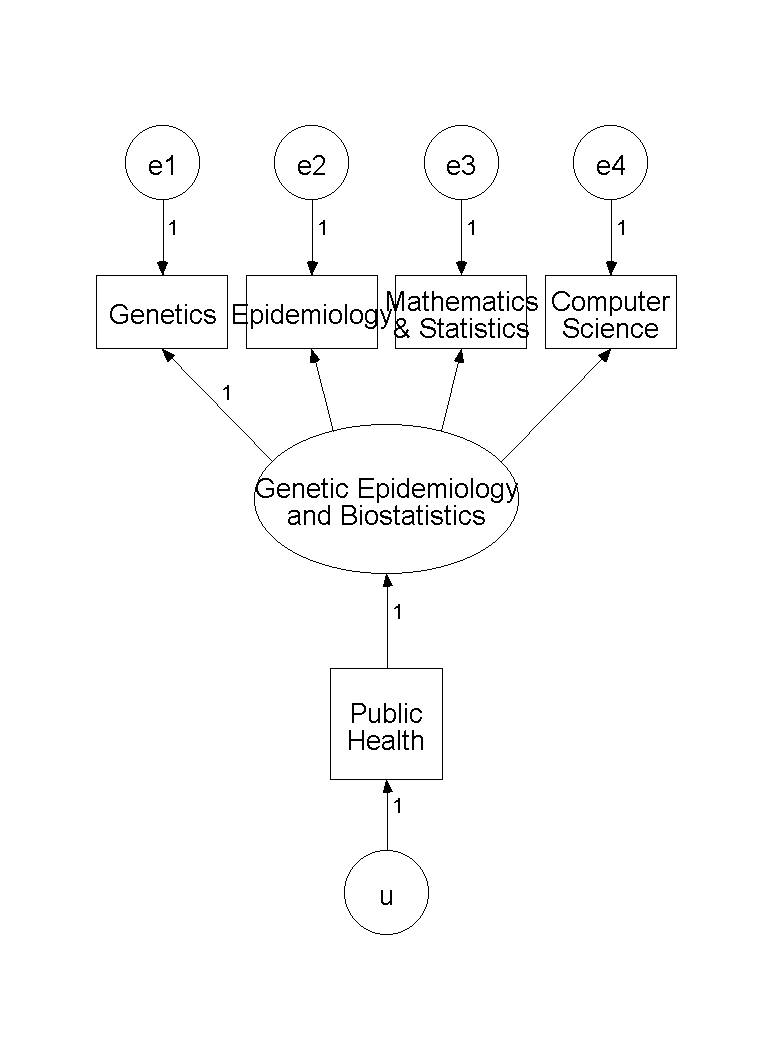 e1
e2
e3
e4
1
1
1
1
Genetics
Epidemiology
Mathematics
& Statistics
Computer
Science
1
Genetic Epidemiology
and Biostatistics
1
Public
Health
1
u